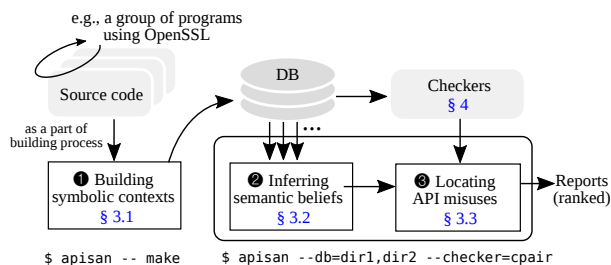 e.g., a group of programs
using OpenSSL
Source code
as a part of
building process
❶ Building
symbolic contexts
§ 3.1
$ apisan -- make
DB
...
Checkers
§ 4
❷ Inferring
semantic beliefs
§ 3.2
❸ Locating
API misuses
§ 3.3
Reports
(ranked)
$ apisan --db=dir1,dir2 --checker=cpair